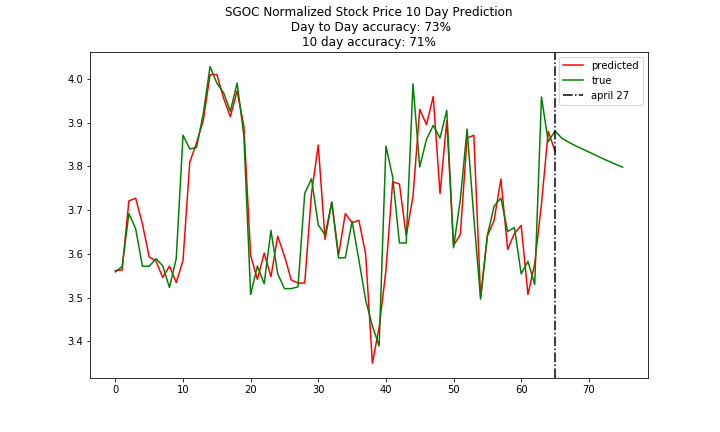 SGOC Normalized Stock Price 10 Day Prediction
Day to Day accuracy: 73%
10 day accuracy: 71%
predicted
true
april 27
4.0
3.9
3.8
3.7
3.6
3.5
3.4
0 10 20 30 40 50 60 70